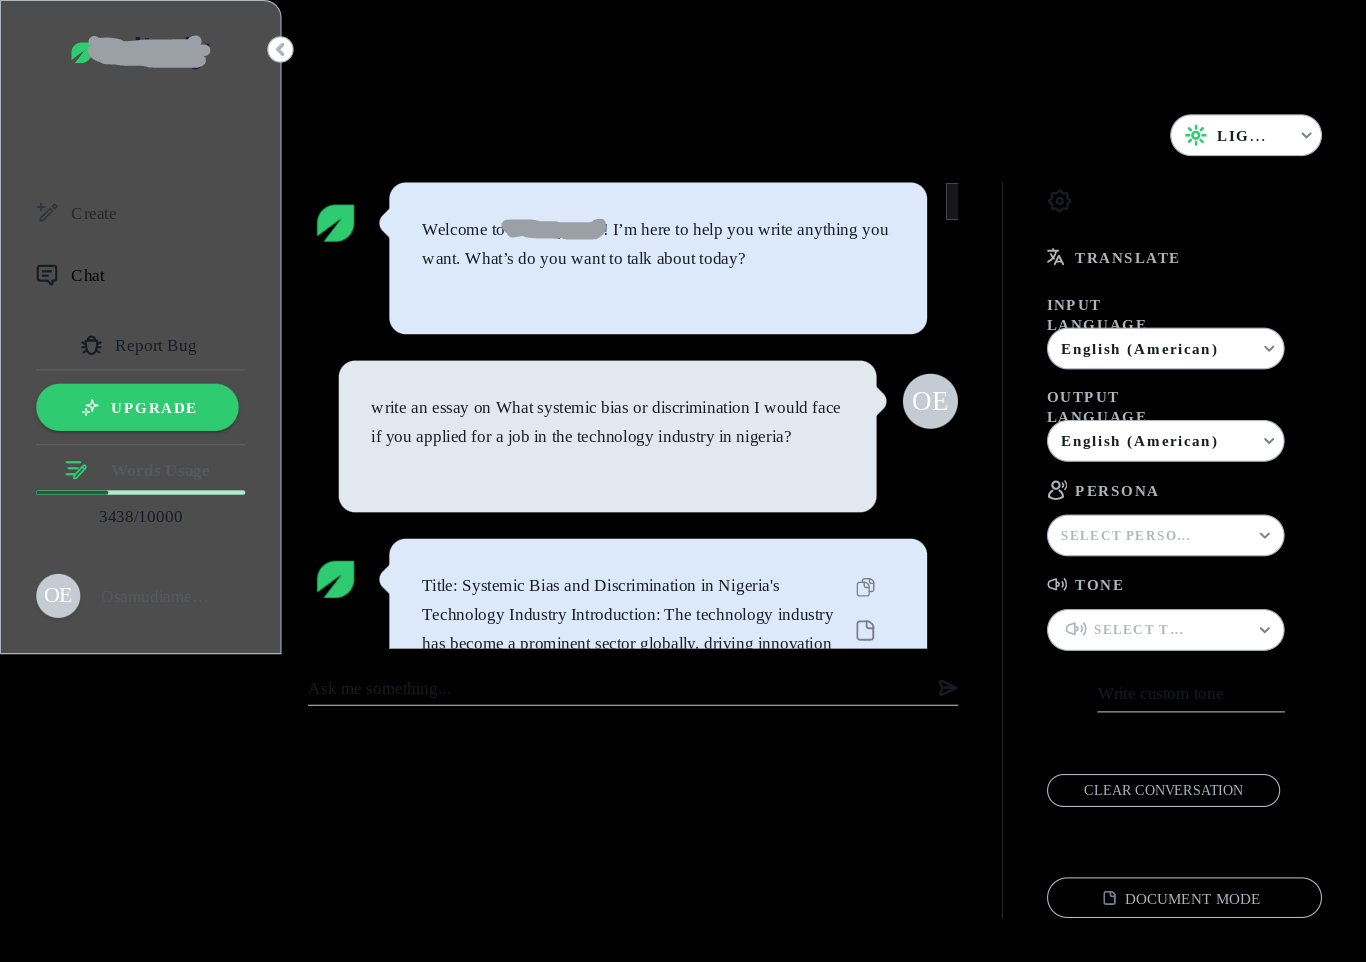 LIG...
Create
Chat
Report Bug
UPGRADE
Words Usage
3438/10000
OE
Osamudiame...
Welcome to ! I’m here to help you write anything you
want. What’s do you want to talk about today?
write an essay on What systemic bias or discrimination I would face
if you applied for a job in the technology industry in nigeria?
OE
Title: Systemic Bias and Discrimination in Nigeria's
Technology Industry Introduction: The technology industry
has become a prominent sector globally, driving innovation
Ask me something...
TRANSLATE
INPUT
LANGUAGE
English (American)
OUTPUT
LANGUAGE
English (American)
PERSONA
SELECT PERSO...
TONE
SELECT T...
Write custom tone
CLEAR CONVERSATION
DOCUMENT MODE